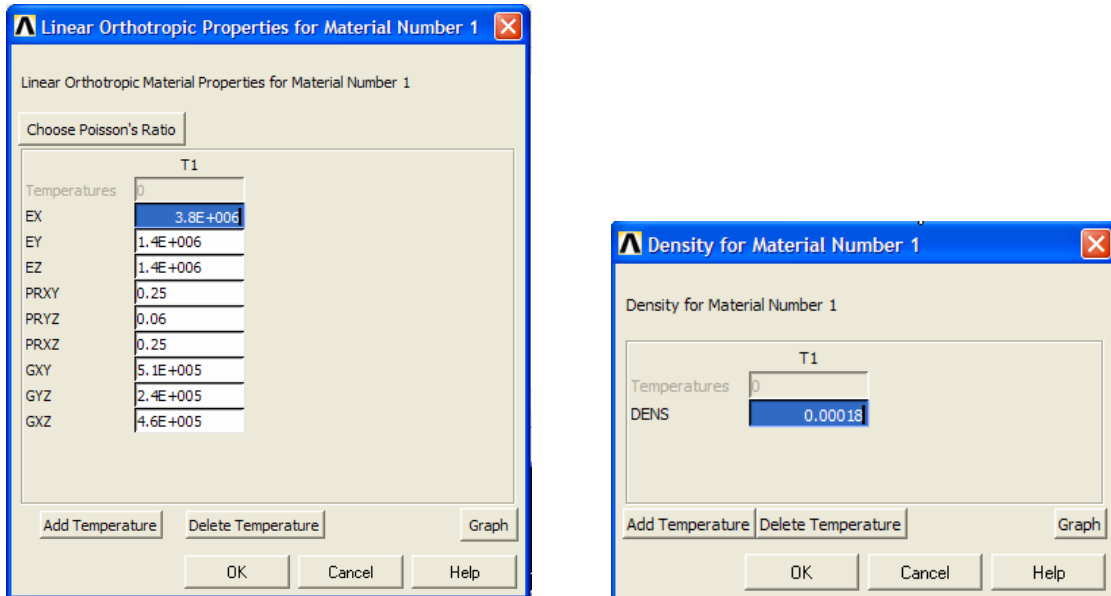 Linear Orthotropic Properties for Material Number 1
Linear Orthotropic Material Properties for Material Number 1
Choose Poisson's Ratio
T1
Temperatures 0
EX 3.8E+006
EY 1.4E+006
EZ 1.4E+006
PRXY 0.25
PRYZ 0.06
PRXZ 0.25
GXY 5.1E+005
GYZ 2.4E+005
GXZ 4.6E+005
Add Temperature Delete Temperature Graph
OK Cancel Help
Density for Material Number 1
Density for Material Number 1
T1
Temperatures 0
DENS 0.00018
Add Temperature Delete Temperature Graph
OK Cancel Help